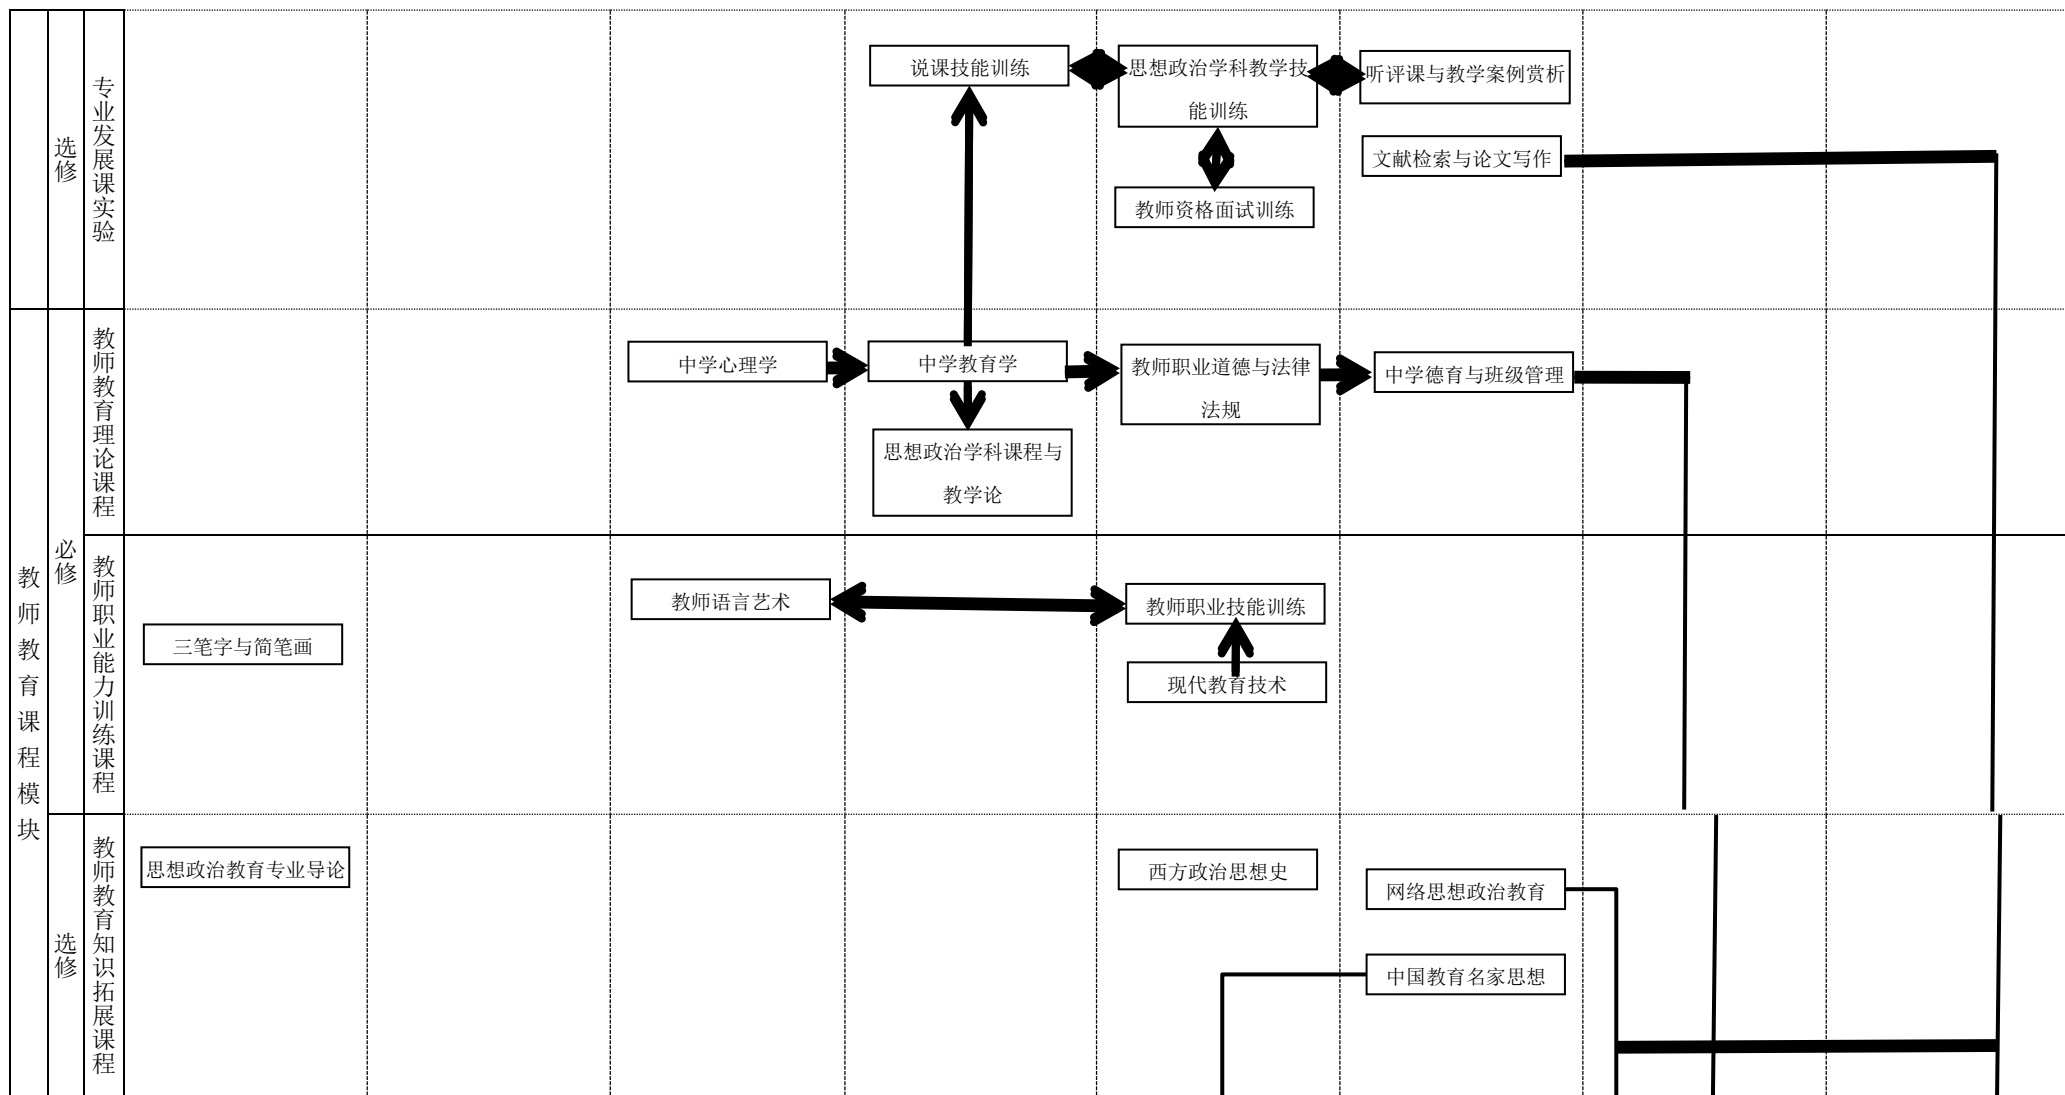 选修
专业发展课实验
说课技能训练
思想政治学科教学技
能训练
听评课与教学案例赏析
文献检索与论文写作
教师资格面试训练
教师教育课程模块
必修
教师教育理论课程
中学心理学
中学教育学
教师职业道德与法律
法规
中学德育与班级管理
思想政治学科课程与
教学论
教师职业能力训练课程
教师语言艺术
教师职业技能训练
三笔字与简笔画
现代教育技术
选修
教师教育知识拓展课程
思想政治教育专业导论
西方政治思想史
网络思想政治教育
中国教育名家思想